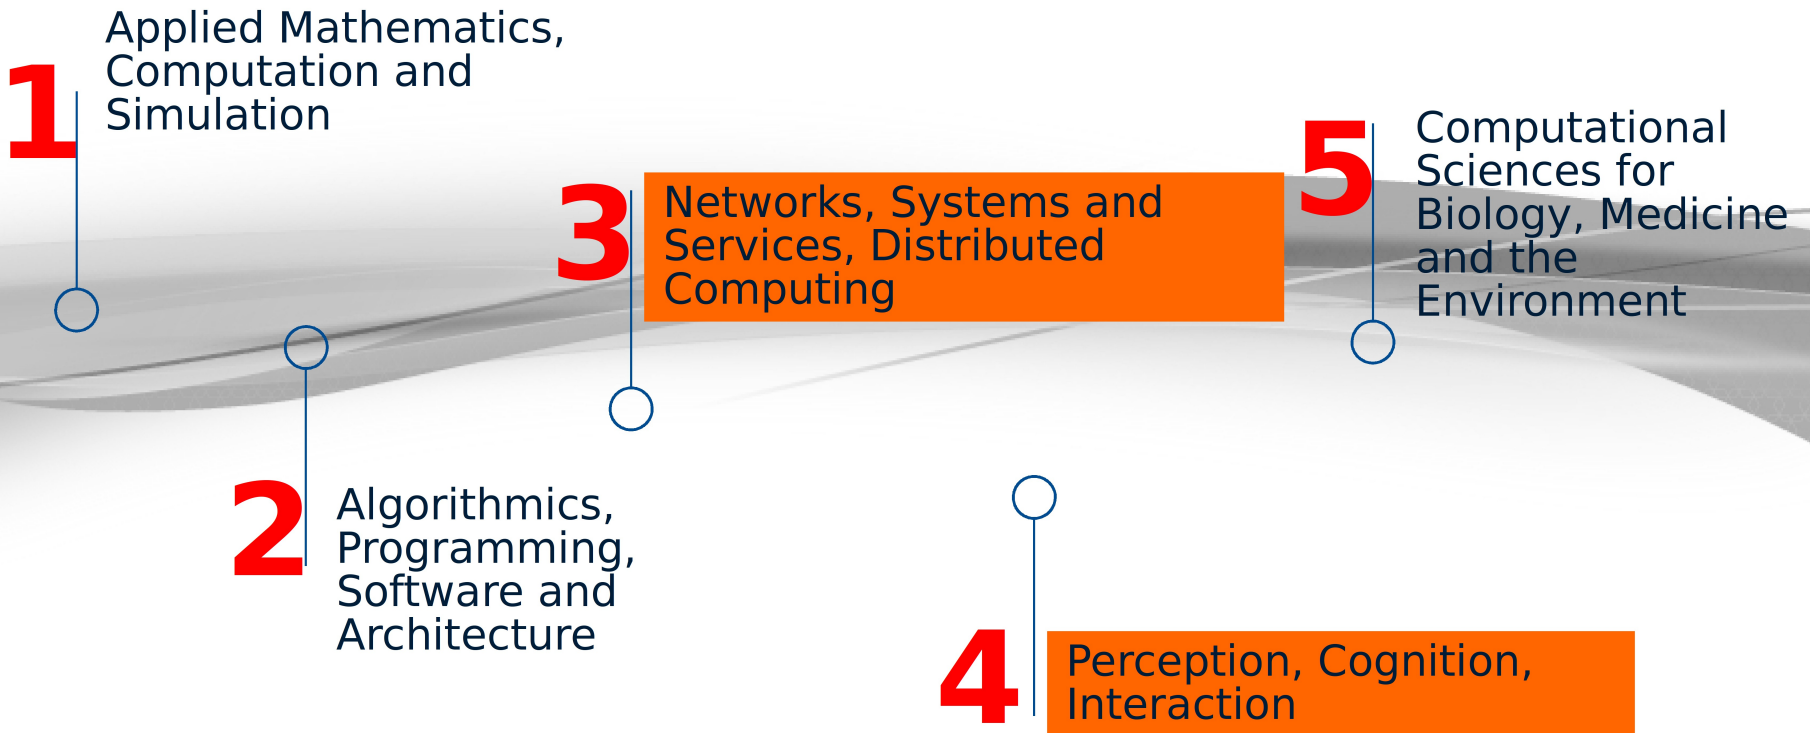 1
Applied Mathematics,
Computation and
Simulation
2
Algorithmics,
Programming,
Software and
Architecture
3
Networks, Systems and
Services, Distributed
Computing
4
Perception, Cognition,
Interaction
5
Computational
Sciences for
Biology, Medicine
and the
Environment